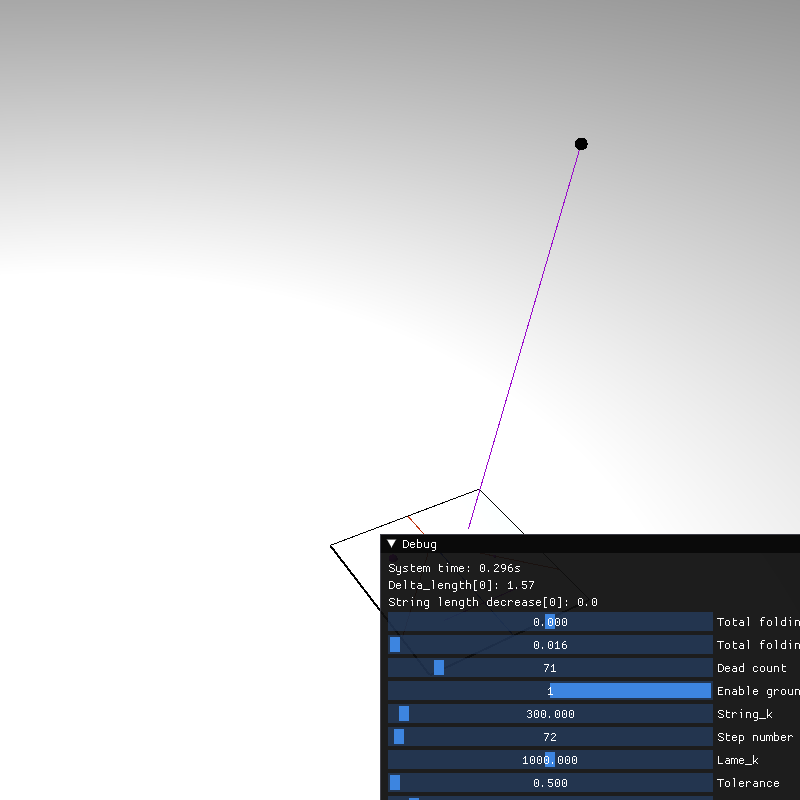 Debug
System time: 0.296s
Delta_length[0]: 1.57
String length decrease[0]: 0.0
0.000 Total foldin
0.016 Total foldin
71 Dead count
1 Enable groun
300.000 String_k
72 Step number
1000.000 Lame_k
0.500 Tolerance